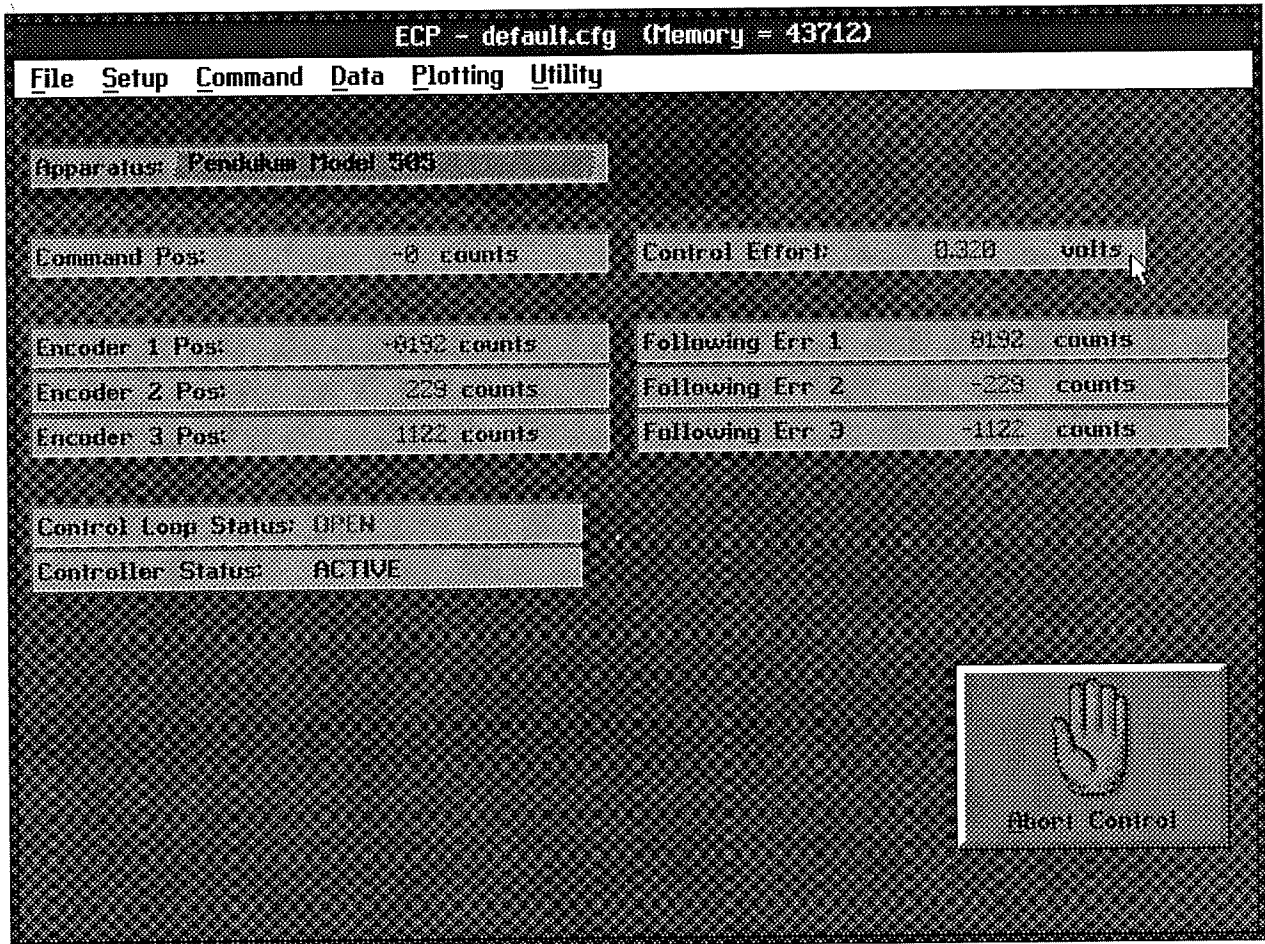 ECP - default.cfg (Memory = 43712)
File Setup Command Data Plotting Utility
Apparatus: Pendulum Model 505
Command Pos: -0 counts Control Effort: 0.320 volts
Encoder 1 Pos: -8192 counts Following Err 1 8192 counts
Encoder 2 Pos: 229 counts Following Err 2 -229 counts
Encoder 3 Pos: 1122 counts Following Err 3 -1122 counts
Control Loop Status: OPEN
Controller Status: ACTIVE
Abort Control